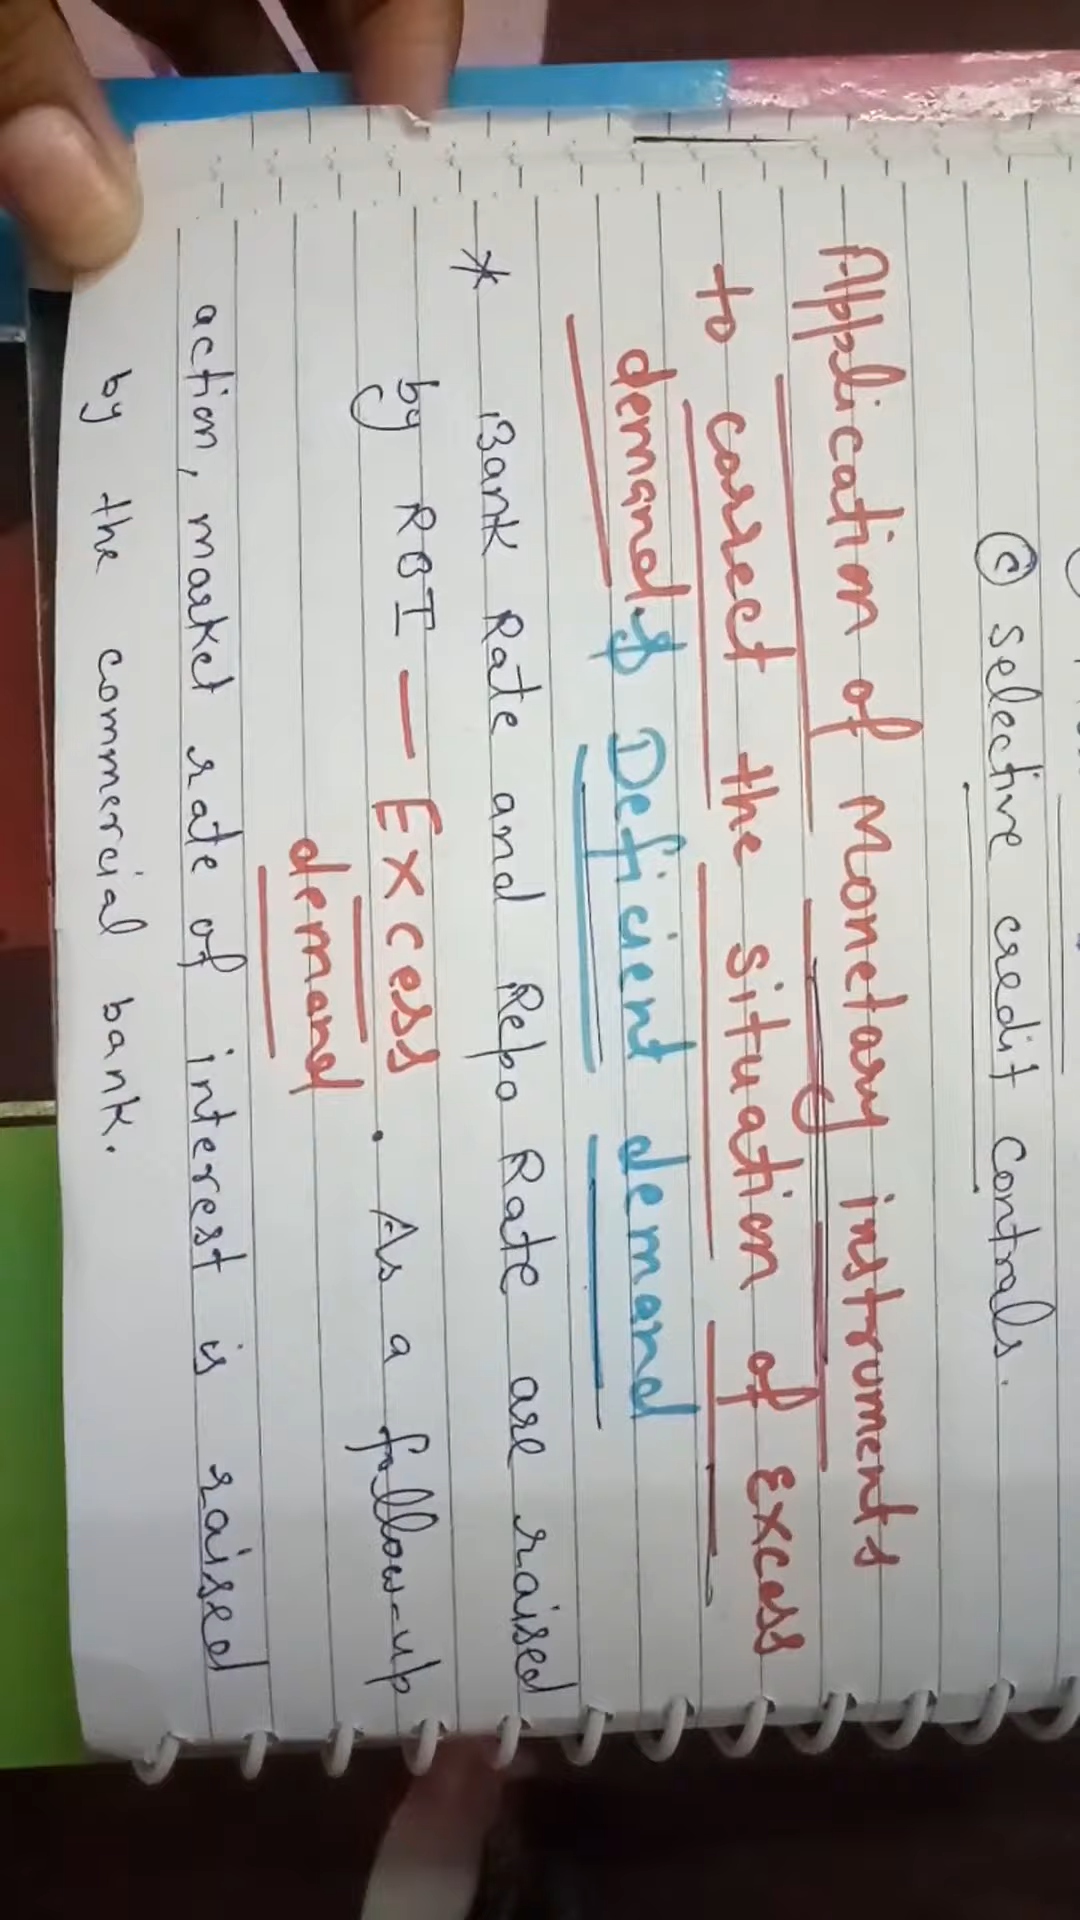 © Selective credit Controls.
Application of Monetary instruments
to correct the situation of Excess
demand. & Deficient demand
* Bank Rate and Repo Rate are raised
by RBI — Excess . As a follow-up
demand
action, market rate of interest is raised
by the commercial bank.